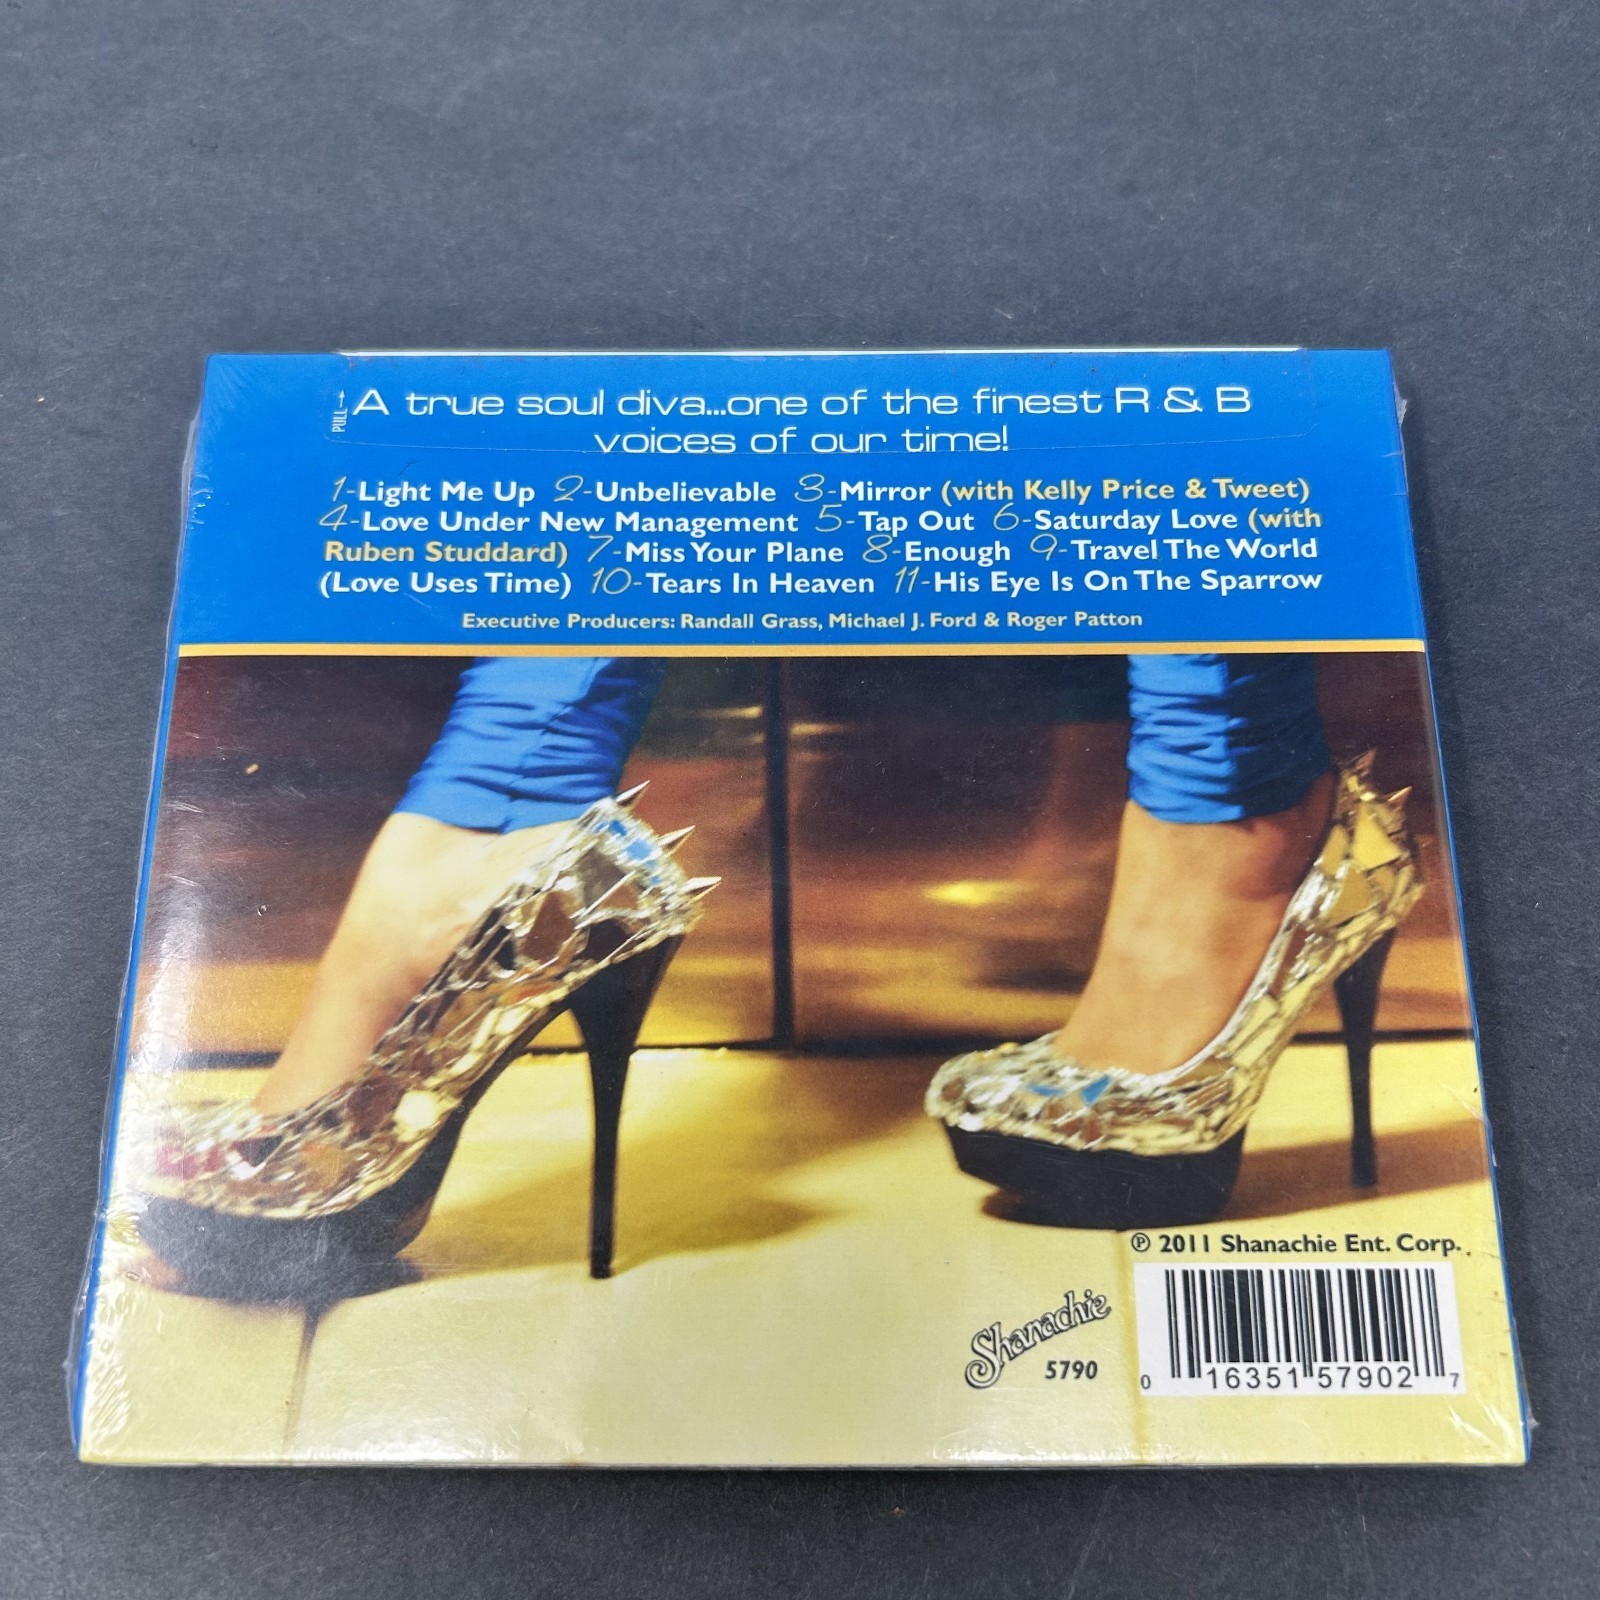 PULL→
A true soul diva...one of the finest R & B
voices of our time!
1-Light Me Up 2-Unbelievable 3-Mirror (with Kelly Price & Tweet)
4-Love Under New Management 5-Tap Out 6-Saturday Love (with
Ruben Studdard) 7-Miss Your Plane 8-Enough 9-Travel The World
(Love Uses Time) 10-Tears In Heaven 11-His Eye Is On The Sparrow
Executive Producers: Randall Grass, Michael J. Ford & Roger Patton
℗ 2011 Shanachie Ent. Corp.
Shanachie
5790
0 16351 57902 7